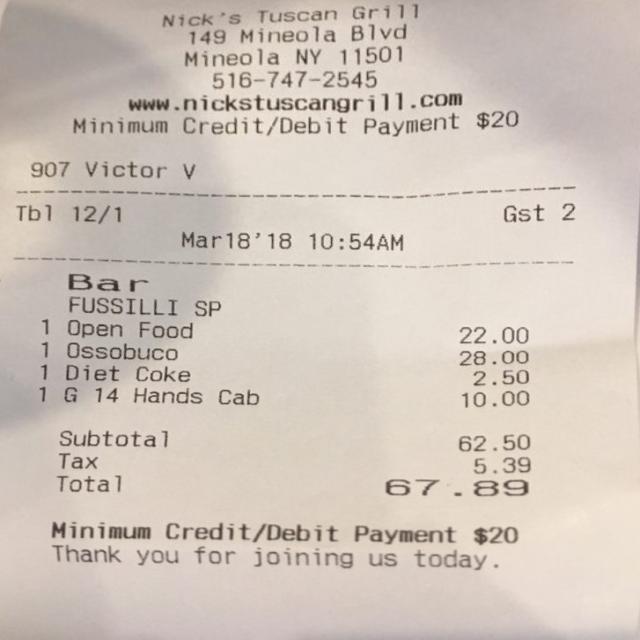 Nick's Tuscan Grill
149 Mineola Blvd
Mineola NY 11501
516-747-2545
www.nickstuscangrill.com
Minimum Credit/Debit Payment $20
907 Victor V
Tbl 12/1 Gst 2
Mar18'18 10:54AM
Bar
FUSSILLI SP
1 Open Food 22.00
1 Ossobuco 28.00
1 Diet Coke 2.50
1 G 14 Hands Cab 10.00
Subtotal 62.50
Tax 5.39
Total 67.89
Minimum Credit/Debit Payment $20
Thank you for joining us today.